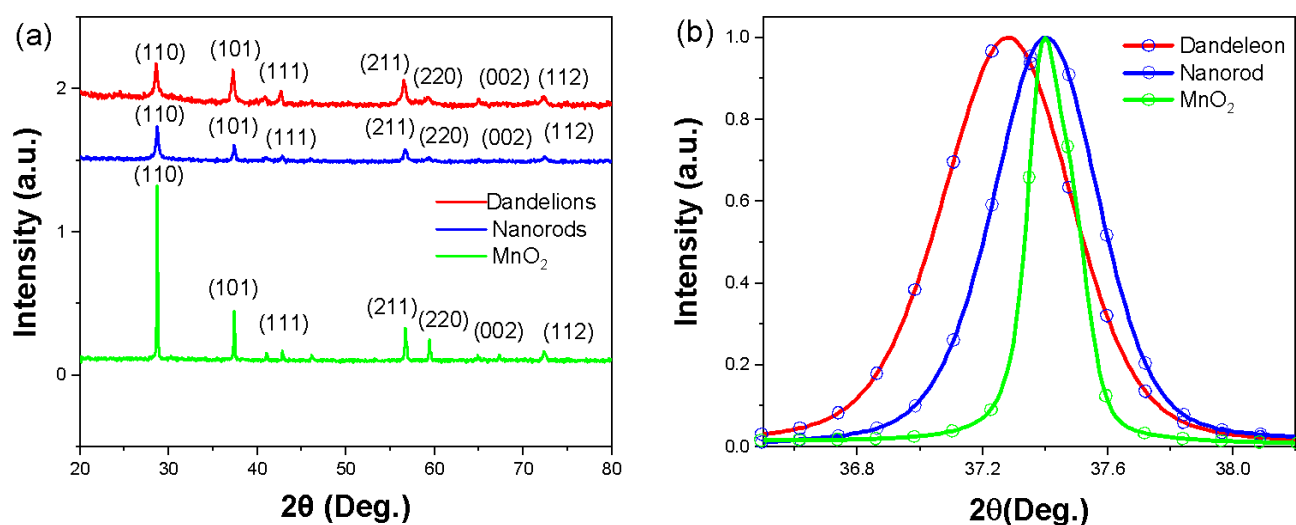 (a)
(110)
(101)
(111)
(211)
(220)
(002)
(112)
(110)
(101)
(111)
(211)
(220)
(002)
(112)
(110)
Dandelions
Nanorods
MnO₂
(101)
(111)
(211)
(220)
(002)
(112)
2
1
0
Intensity (a.u.)
20 30 40 50 60 70 80
2θ (Deg.)
(b)
Dandeleon
Nanorod
MnO₂
1.0
0.8
0.6
0.4
0.2
0.0
Intensity (a.u.)
36.8 37.2 37.6 38.0
2θ(Deg.)